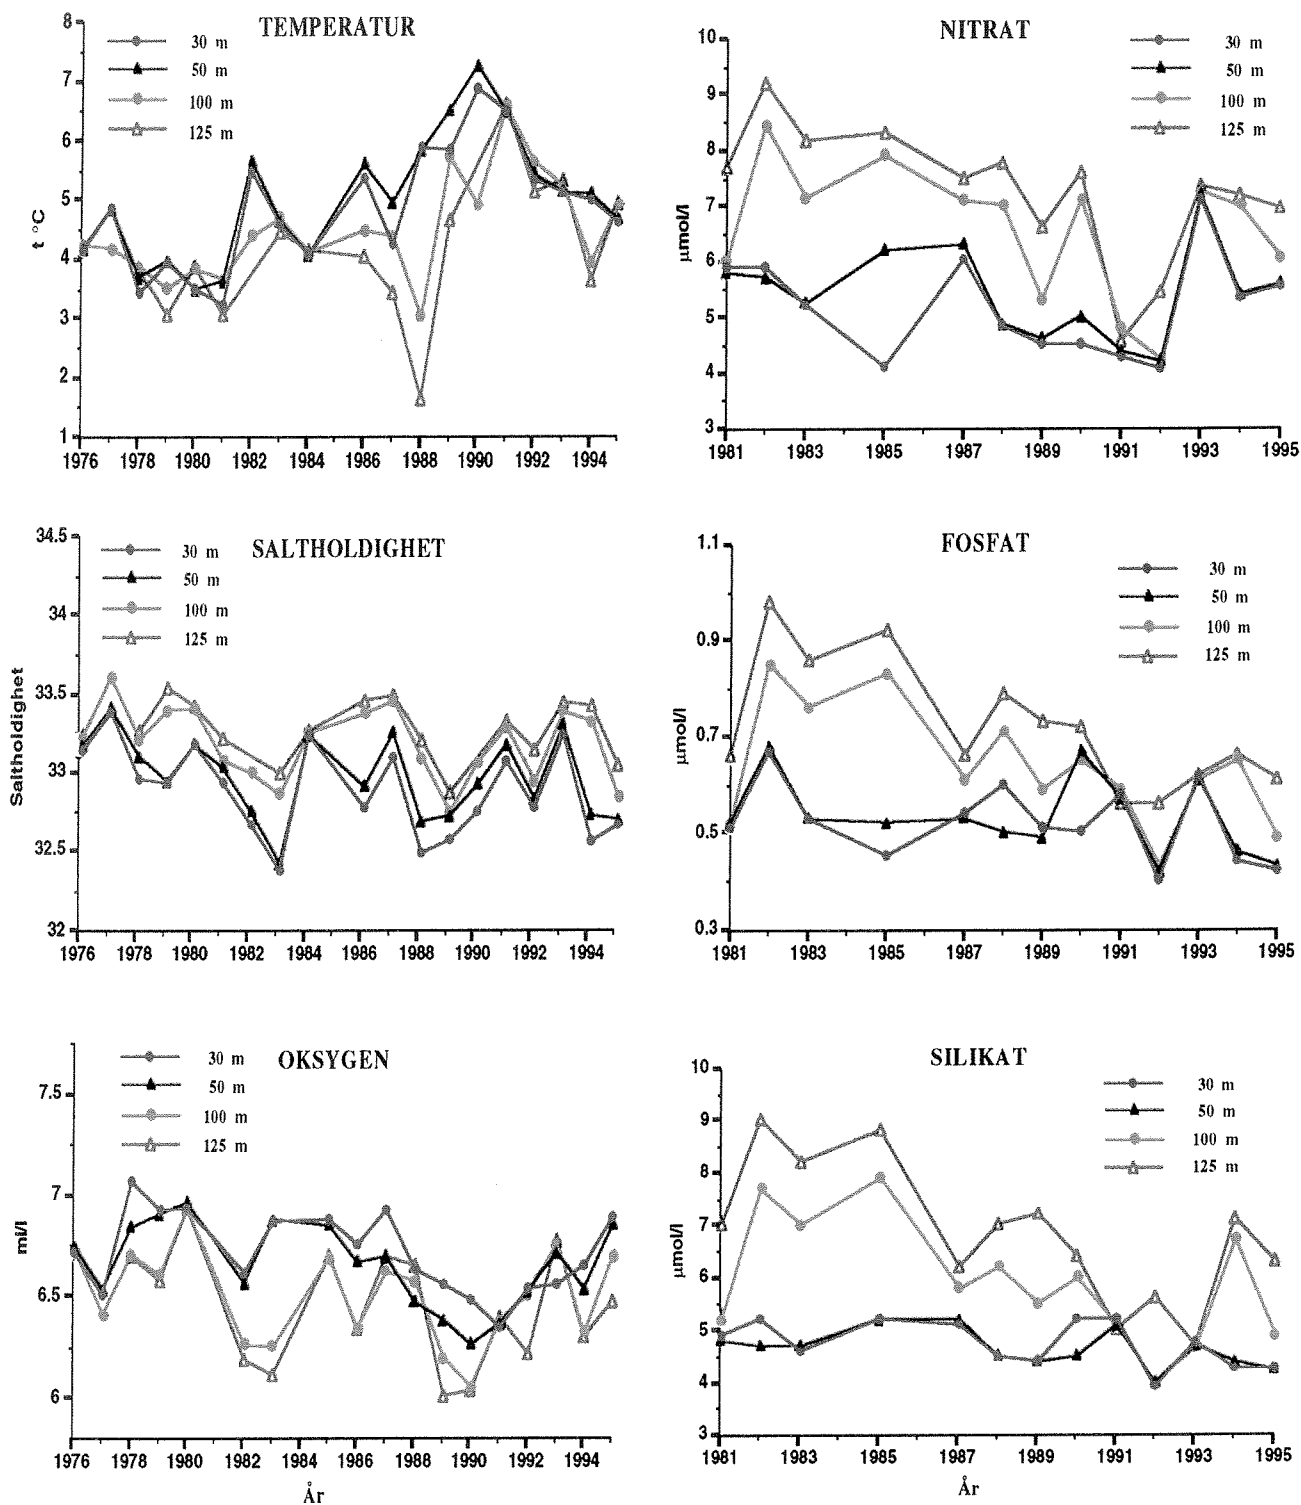 TEMPERATUR
8
7
6
5
4
3
2
1
t °C
30 m
50 m
100 m
125 m
1976 1978 1980 1982 1984 1986 1988 1990 1992 1994
NITRAT
10
9
8
7
6
5
4
3
µmol/l
30 m
50 m
100 m
125 m
1981 1983 1985 1987 1989 1991 1993 1995
SALTHOLDIGHET
34.5
34
33.5
33
32.5
32
Saltholdighet
30 m
50 m
100 m
125 m
1976 1978 1980 1982 1984 1986 1988 1990 1992 1994
FOSFAT
1.1
0.9
0.7
0.5
0.3
µmol/l
30 m
50 m
100 m
125 m
1981 1983 1985 1987 1989 1991 1993 1995
OKSYGEN
7.5
7
6.5
6
ml/l
30 m
50 m
100 m
125 m
1976 1978 1980 1982 1984 1986 1988 1990 1992 1994
År
SILIKAT
10
9
8
7
6
5
4
3
µmol/l
30 m
50 m
100 m
125 m
1981 1983 1985 1987 1989 1991 1993 1995
År